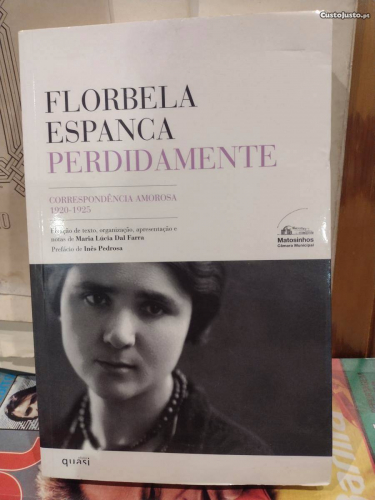 CustoJusto.pt
FLORBELA
ESPANCA
PERDIDAMENTE
CORRESPONDÊNCIA AMOROSA
1920-1925
Fixação de texto, organização, apresentação e
notas de Maria Lúcia Dal Farra
Prefácio de Inês Pedrosa
Matosinhos
Câmara Municipal
quasi